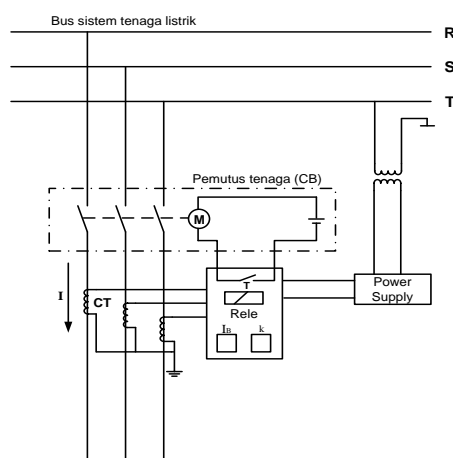 Bus sistem tenaga listrik
R
S
T
Pemutus tenaga (CB)
M
I
CT
T
Rele
IB
k
Power
Supply